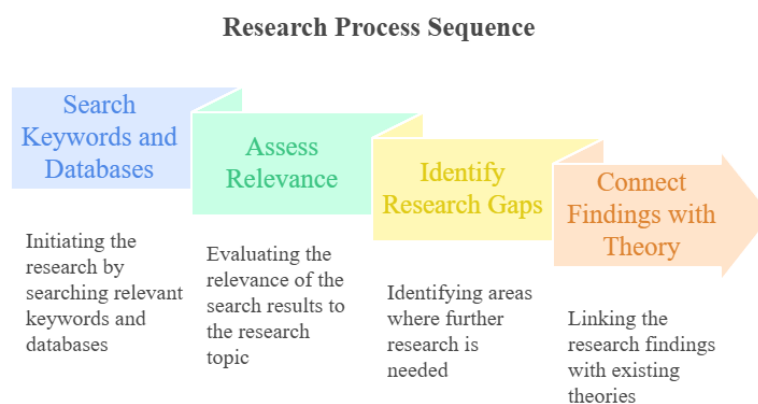 Research Process Sequence
Search
Keywords and
Databases
Initiating the
research by
searching relevant
keywords and
databases
Assess
Relevance
Evaluating the
relevance of the
search results to
the research
topic
Identify
Research Gaps
Identifying areas
where further
research is
needed
Connect
Findings with
Theory
Linking the
research findings
with existing
theories